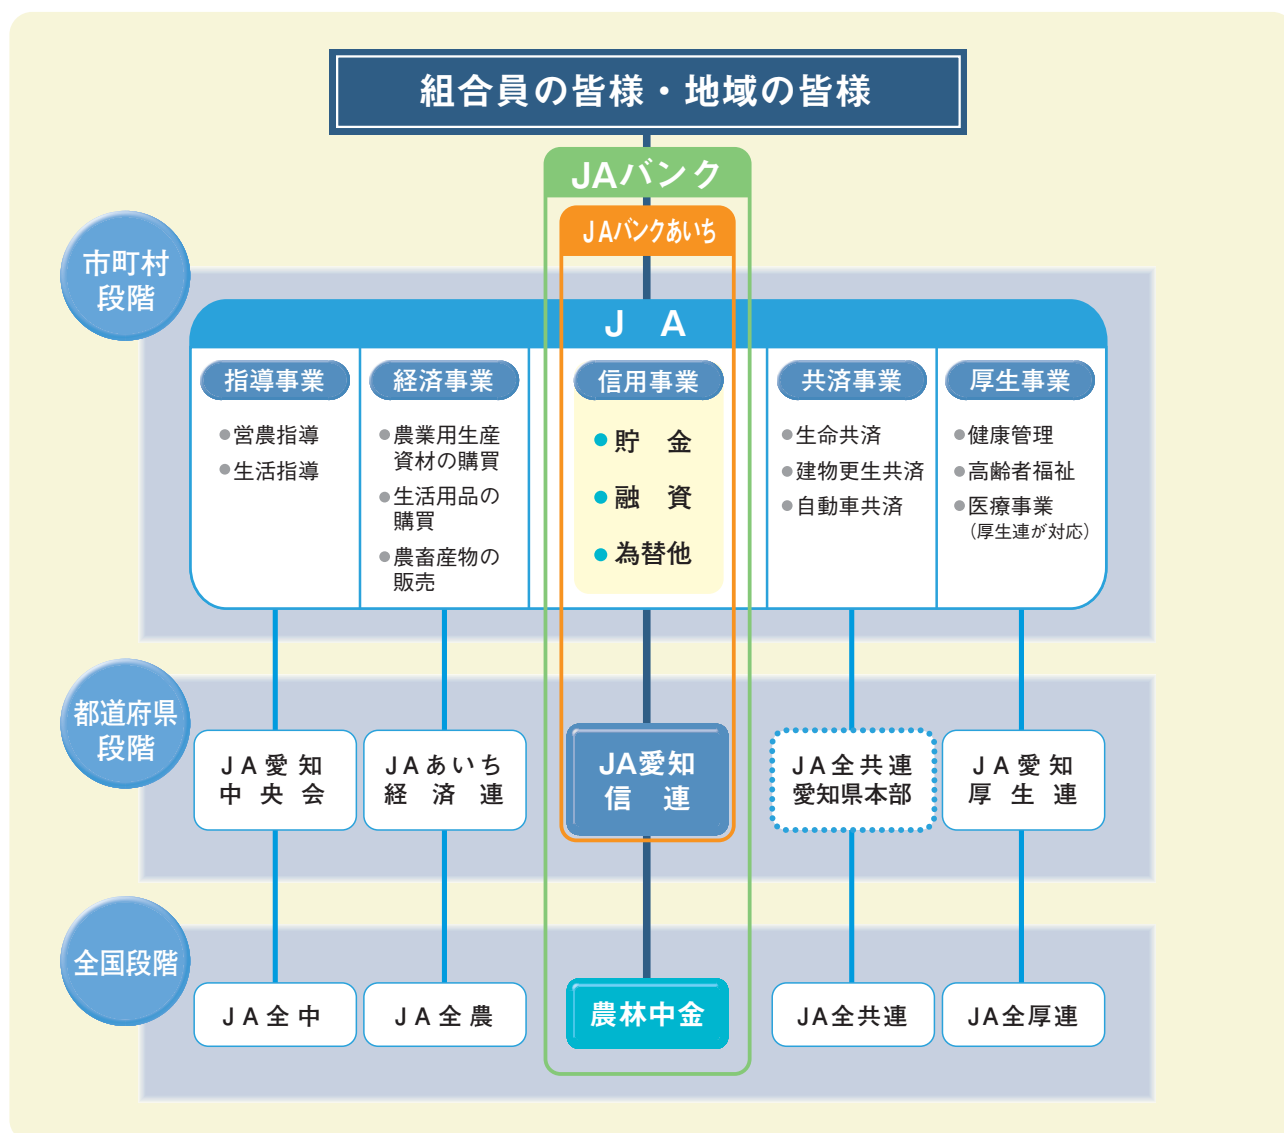 組合員の皆様・地域の皆様
JAバンク
JAバンクあいち
市町村
段階
J A
指導事業
●営農指導
●生活指導
経済事業
●農業用生産
資材の購買
●生活用品の
購買
●農畜産物の
販売
信用事業
●貯 金
●融 資
●為替他
共済事業
●生命共済
●建物更生共済
●自動車共済
厚生事業
●健康管理
●高齢者福祉
●医療事業
(厚生連が対応)
都道府県
段階
JA愛知
中央会
JAあいち
経済連
JA愛知
信 連
JA全共連
愛知県本部
JA愛知
厚生連
全国段階
JA全中
JA全農
農林中金
JA全共連
JA全厚連